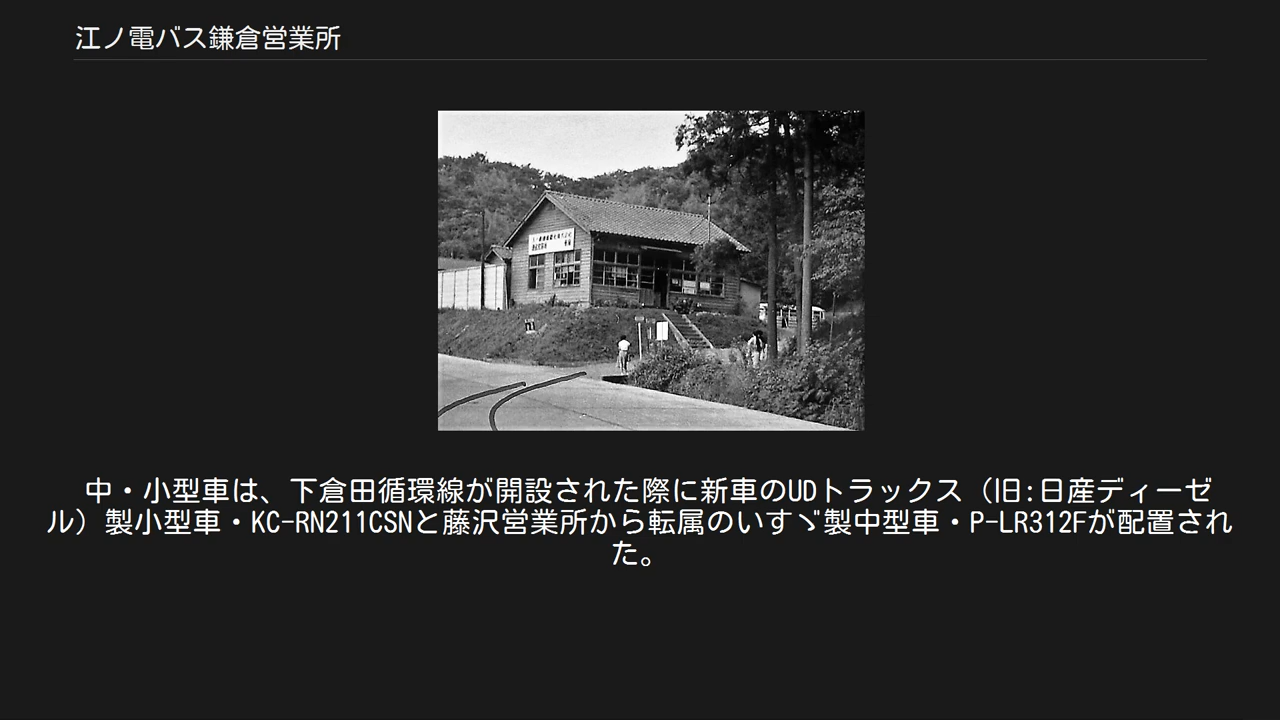 江ノ電バス鎌倉営業所
中・小型車は、下倉田循環線が開設された際に新車のUDトラックス（旧:日産ディーゼ
ル）製小型車・KC-RN211CSNと藤沢営業所から転属のいすゞ製中型車・P-LR312Fが配置され
た。